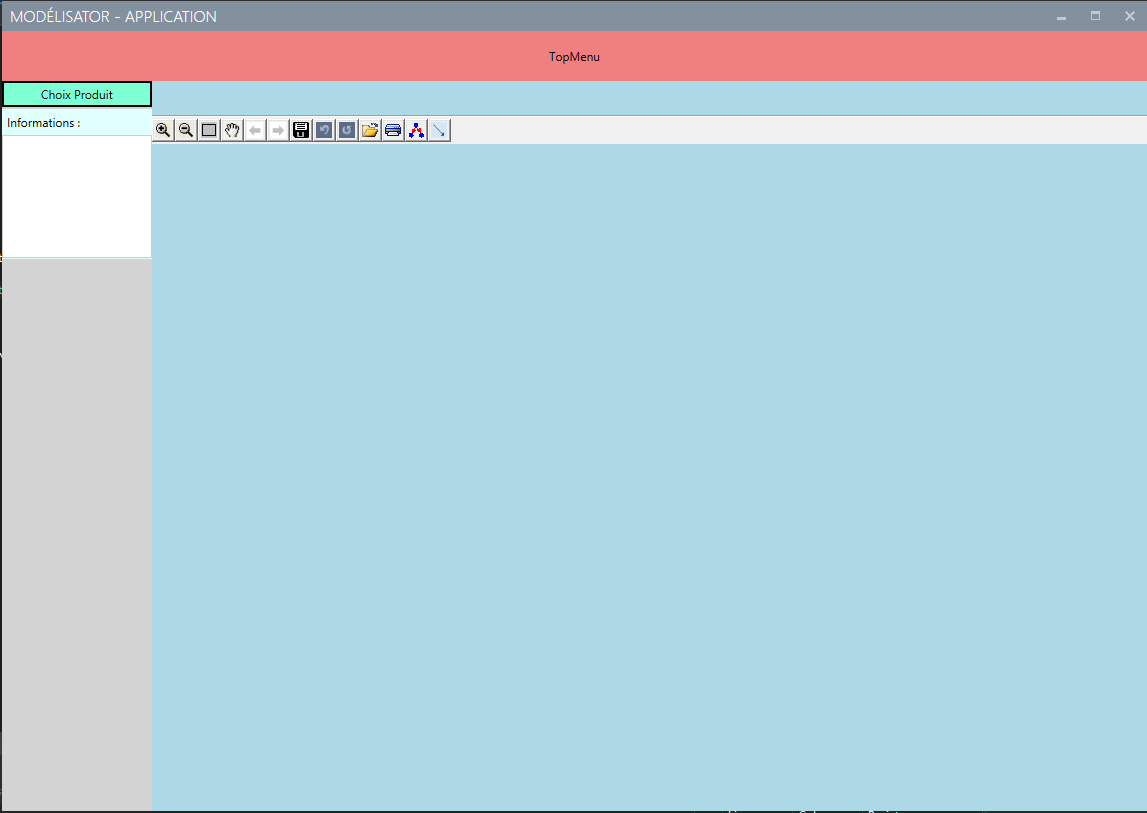 MODÉLISATOR - APPLICATION
TopMenu
Choix Produit
Informations :